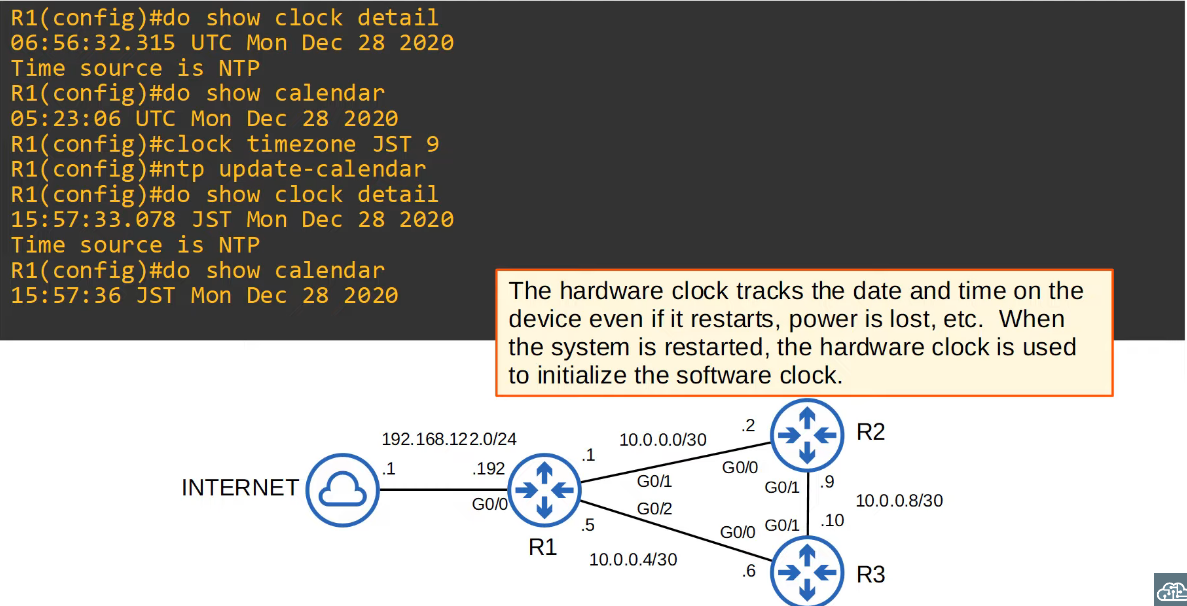 R1(config)#do show clock detail
06:56:32.315 UTC Mon Dec 28 2020
Time source is NTP
R1(config)#do show calendar
05:23:06 UTC Mon Dec 28 2020
R1(config)#clock timezone JST 9
R1(config)#ntp update-calendar
R1(config)#do show clock detail
15:57:33.078 JST Mon Dec 28 2020
Time source is NTP
R1(config)#do show calendar
15:57:36 JST Mon Dec 28 2020
The hardware clock tracks the date and time on the
device even if it restarts, power is lost, etc.  When
the system is restarted, the hardware clock is used
to initialize the software clock.
192.168.122.0/24
.1
.192
INTERNET
G0/0
R1
.1
10.0.0.0/30
.2
R2
G0/1
G0/0
G0/2
.5
10.0.0.4/30
G0/1
.9
10.0.0.8/30
G0/0
G0/1
.10
.6
R3